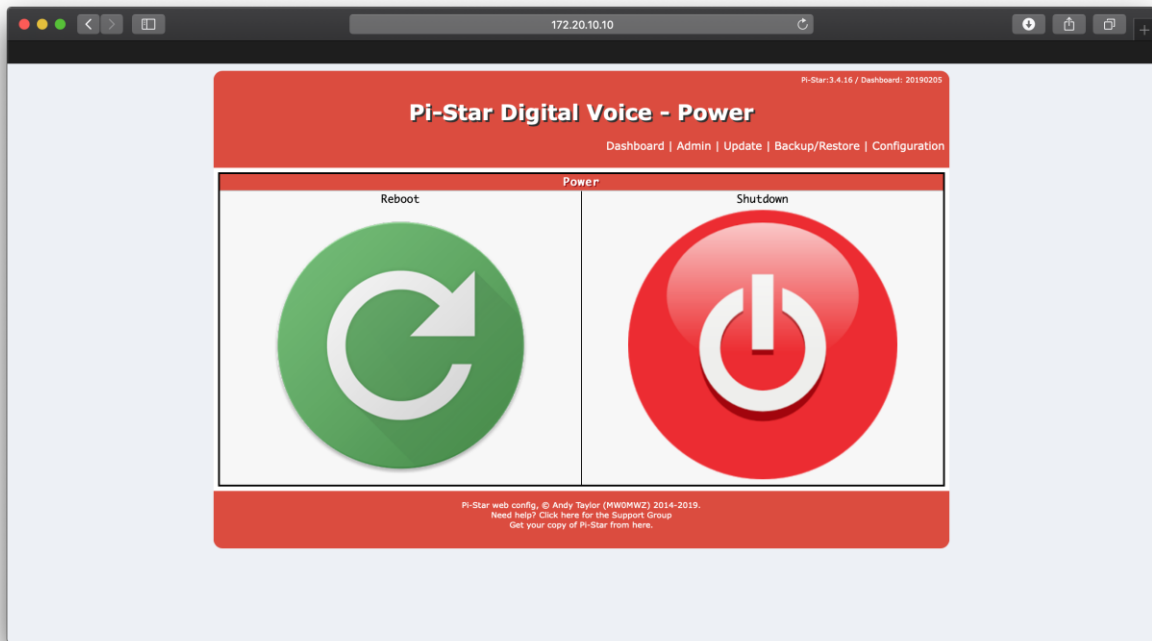 172.20.10.10
Pi-Star:3.4.16 / Dashboard: 20190205
Pi-Star Digital Voice - Power
Dashboard | Admin | Update | Backup/Restore | Configuration
Power
Reboot
Shutdown
Pi-Star web config, © Andy Taylor (MW0MWZ) 2014-2019.
Need help? Click here for the Support Group
Get your copy of Pi-Star from here.